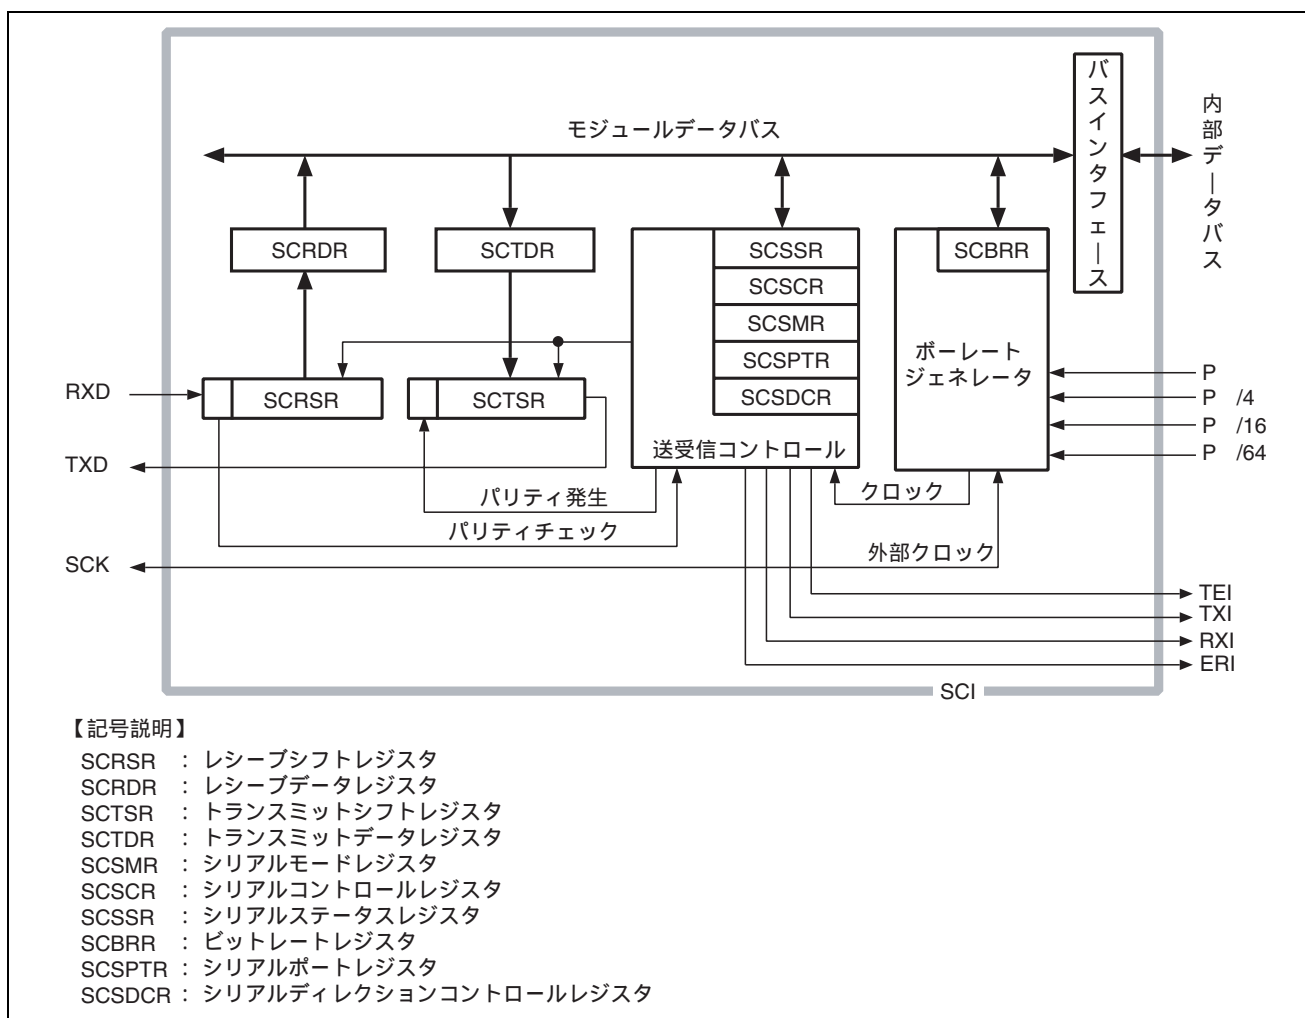 バスインタフェース
内部データバス
モジュールデータバス
SCRDR
SCTDR
SCSSR
SCBRR
SCSCR
SCSMR
SCSPTR
SCSDCR
ボーレート
ジェネレータ
RXD
SCRSR
SCTSR
P
P /4
P /16
P /64
送受信コントロール
TXD
クロック
パリティ発生
パリティチェック
外部クロック
SCK
TEI
TXI
RXI
ERI
SCI
【記号説明】
SCRSR : レシーブシフトレジスタ
SCRDR : レシーブデータレジスタ
SCTSR : トランスミットシフトレジスタ
SCTDR : トランスミットデータレジスタ
SCSMR : シリアルモードレジスタ
SCSCR : シリアルコントロールレジスタ
SCSSR : シリアルステータスレジスタ
SCBRR : ビットレートレジスタ
SCSPTR : シリアルポートレジスタ
SCSDCR : シリアルディレクションコントロールレジスタ